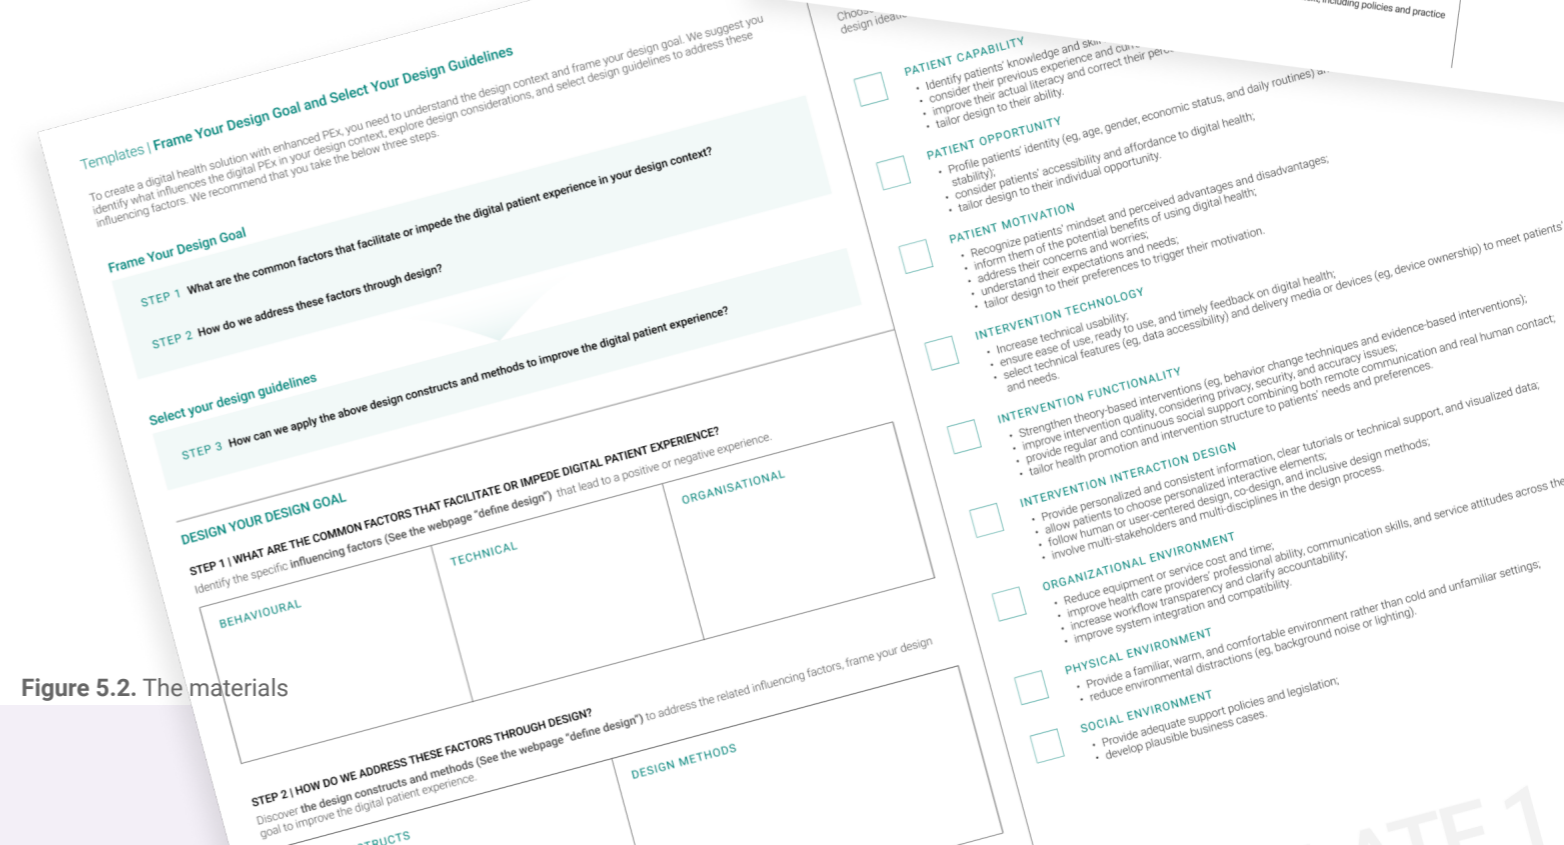 Templates | Frame Your Design Goal and Select Your Design Guidelines
To create a digital health solution with enhanced PEx, you need to understand the design context and frame your design goal. We suggest you
identify what influences the digital PEx in your design context, explore design considerations, and select design guidelines to address these
influencing factors. We recommend that you take the below three steps.
Frame Your Design Goal
STEP 1 What are the common factors that facilitate or impede the digital patient experience in your design context?
STEP 2 How do we address these factors through design?
Select your design guidelines
STEP 3 How can we apply the above design constructs and methods to improve the digital patient experience?
DESIGN YOUR DESIGN GOAL
STEP 1 | WHAT ARE THE COMMON FACTORS THAT FACILITATE OR IMPEDE DIGITAL PATIENT EXPERIENCE?
Identify the specific influencing factors (See the webpage "define design") that lead to a positive or negative experience.
BEHAVIOURAL
TECHNICAL
ORGANISATIONAL
STEP 2 | HOW DO WE ADDRESS THESE FACTORS THROUGH DESIGN?
Discover the design constructs and methods (See the webpage "define design") to address the related influencing factors, frame your design
goal to improve the digital patient experience.
DESIGN METHODS
including policies and practice
design
PATIENT CAPABILITY
• Identify patients' knowledge and
• consider their previous experience and
• improve their actual literacy and correct their
• tailor design to their ability.
PATIENT OPPORTUNITY
• Profile patients' identity (eg, age, gender, economic status, and daily routines)
stability);
• consider patients' accessibility and affordance to digital health;
• tailor design to their individual opportunity.
PATIENT MOTIVATION
• Recognize patients' mindset and perceived advantages and disadvantages;
• inform them of the potential benefits of using digital health;
• address their concerns and worries;
• understand their expectations and needs;
• tailor design to their preferences to trigger their motivation.
INTERVENTION TECHNOLOGY
• Increase technical usability;
• ensure ease of use, ready to use, and timely feedback on digital health;
• select technical features (eg, data accessibility) and delivery media or devices (eg, device ownership) to meet patients'
and needs.
INTERVENTION FUNCTIONALITY
• Strengthen theory-based interventions (eg, behavior change techniques and evidence-based interventions);
• improve intervention quality, considering privacy, security, and accuracy issues;
• provide regular and continuous social support combining both remote communication and real human contact;
• tailor health promotion and intervention structure to patients' needs and preferences.
INTERVENTION INTERACTION DESIGN
• Provide personalized and consistent information, clear tutorials or technical support, and visualized data;
• allow patients to choose personalized interactive elements;
• follow human or user-centered design, co-design, and inclusive design methods;
• involve multi-stakeholders and multi-disciplines in the design process.
ORGANIZATIONAL ENVIRONMENT
• Reduce equipment or service cost and time;
• improve health care providers' professional ability, communication skills, and service attitudes across the
• increase workflow transparency and clarify accountability;
• improve system integration and compatibility.
PHYSICAL ENVIRONMENT
• Provide a familiar, warm, and comfortable environment rather than cold and unfamiliar settings;
• reduce environmental distractions (eg, background noise or lighting).
SOCIAL ENVIRONMENT
• Provide adequate support policies and legislation;
• develop plausible business cases.
Figure 5.2. The materials